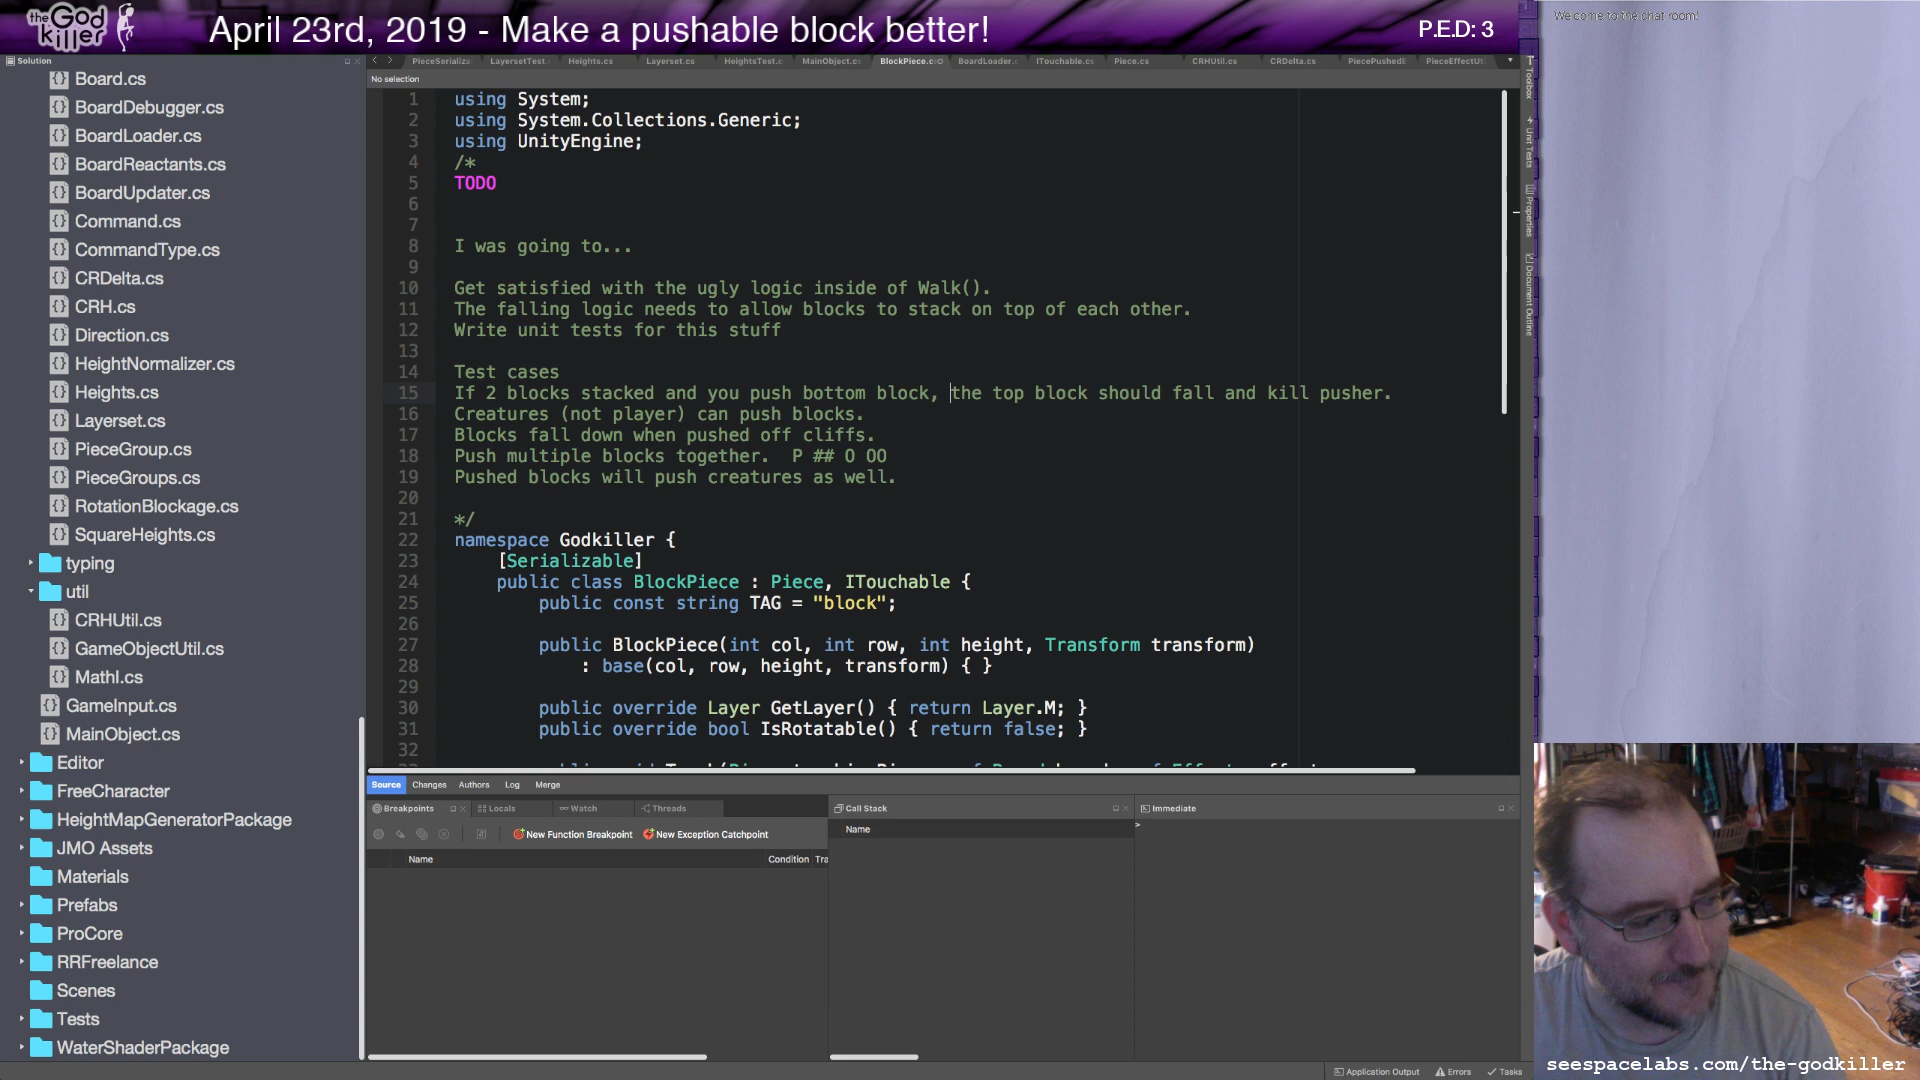 the God killer
April 23rd, 2019 - Make a pushable block better!
P.E.D: 3
We come to the chat room!
Solution
PieceSerializa
LayersetTest.
Heights.cs
Layerset.cs
HeightsTest.c
MainObject.cs
BlockPiece.cs
BoardLoader.c
ITouchable.cs
Piece.cs
CRHUtil.cs
CRDelta.cs
PiecePushedE
PieceEffectUt
No selection
Board.cs
BoardDebugger.cs
BoardLoader.cs
BoardReactants.cs
BoardUpdater.cs
Command.cs
CommandType.cs
CRDelta.cs
CRH.cs
Direction.cs
HeightNormalizer.cs
Heights.cs
Layerset.cs
PieceGroup.cs
PieceGroups.cs
RotationBlockage.cs
SquareHeights.cs
typing
util
CRHUtil.cs
GameObjectUtil.cs
MathI.cs
GameInput.cs
MainObject.cs
Editor
FreeCharacter
HeightMapGeneratorPackage
JMO Assets
Materials
Prefabs
ProCore
RRFreelance
Scenes
Tests
WaterShaderPackage
1 using System;
2 using System.Collections.Generic;
3 using UnityEngine;
4 /*
5 TODO
6
7
8 I was going to...
9
10 Get satisfied with the ugly logic inside of Walk().
11 The falling logic needs to allow blocks to stack on top of each other.
12 Write unit tests for this stuff
13
14 Test cases
15 If 2 blocks stacked and you push bottom block, the top block should fall and kill pusher.
16 Creatures (not player) can push blocks.
17 Blocks fall down when pushed off cliffs.
18 Push multiple blocks together.  P ## O OO
19 Pushed blocks will push creatures as well.
20
21 */
22 namespace Godkiller {
23 [Serializable]
24 public class BlockPiece : Piece, ITouchable {
25 public const string TAG = "block";
26
27 public BlockPiece(int col, int row, int height, Transform transform)
28 : base(col, row, height, transform) { }
29
30 public override Layer GetLayer() { return Layer.M; }
31 public override bool IsRotatable() { return false; }
32
Toolbox
Unit Tests
Properties
Document Outline
Source
Changes
Authors
Log
Merge
Breakpoints
Locals
Watch
Threads
New Function Breakpoint
New Exception Catchpoint
Name
Condition
Tra
Call Stack
Name
Immediate
>
Application Output
Errors
Tasks
seespacelabs.com/the-godkiller